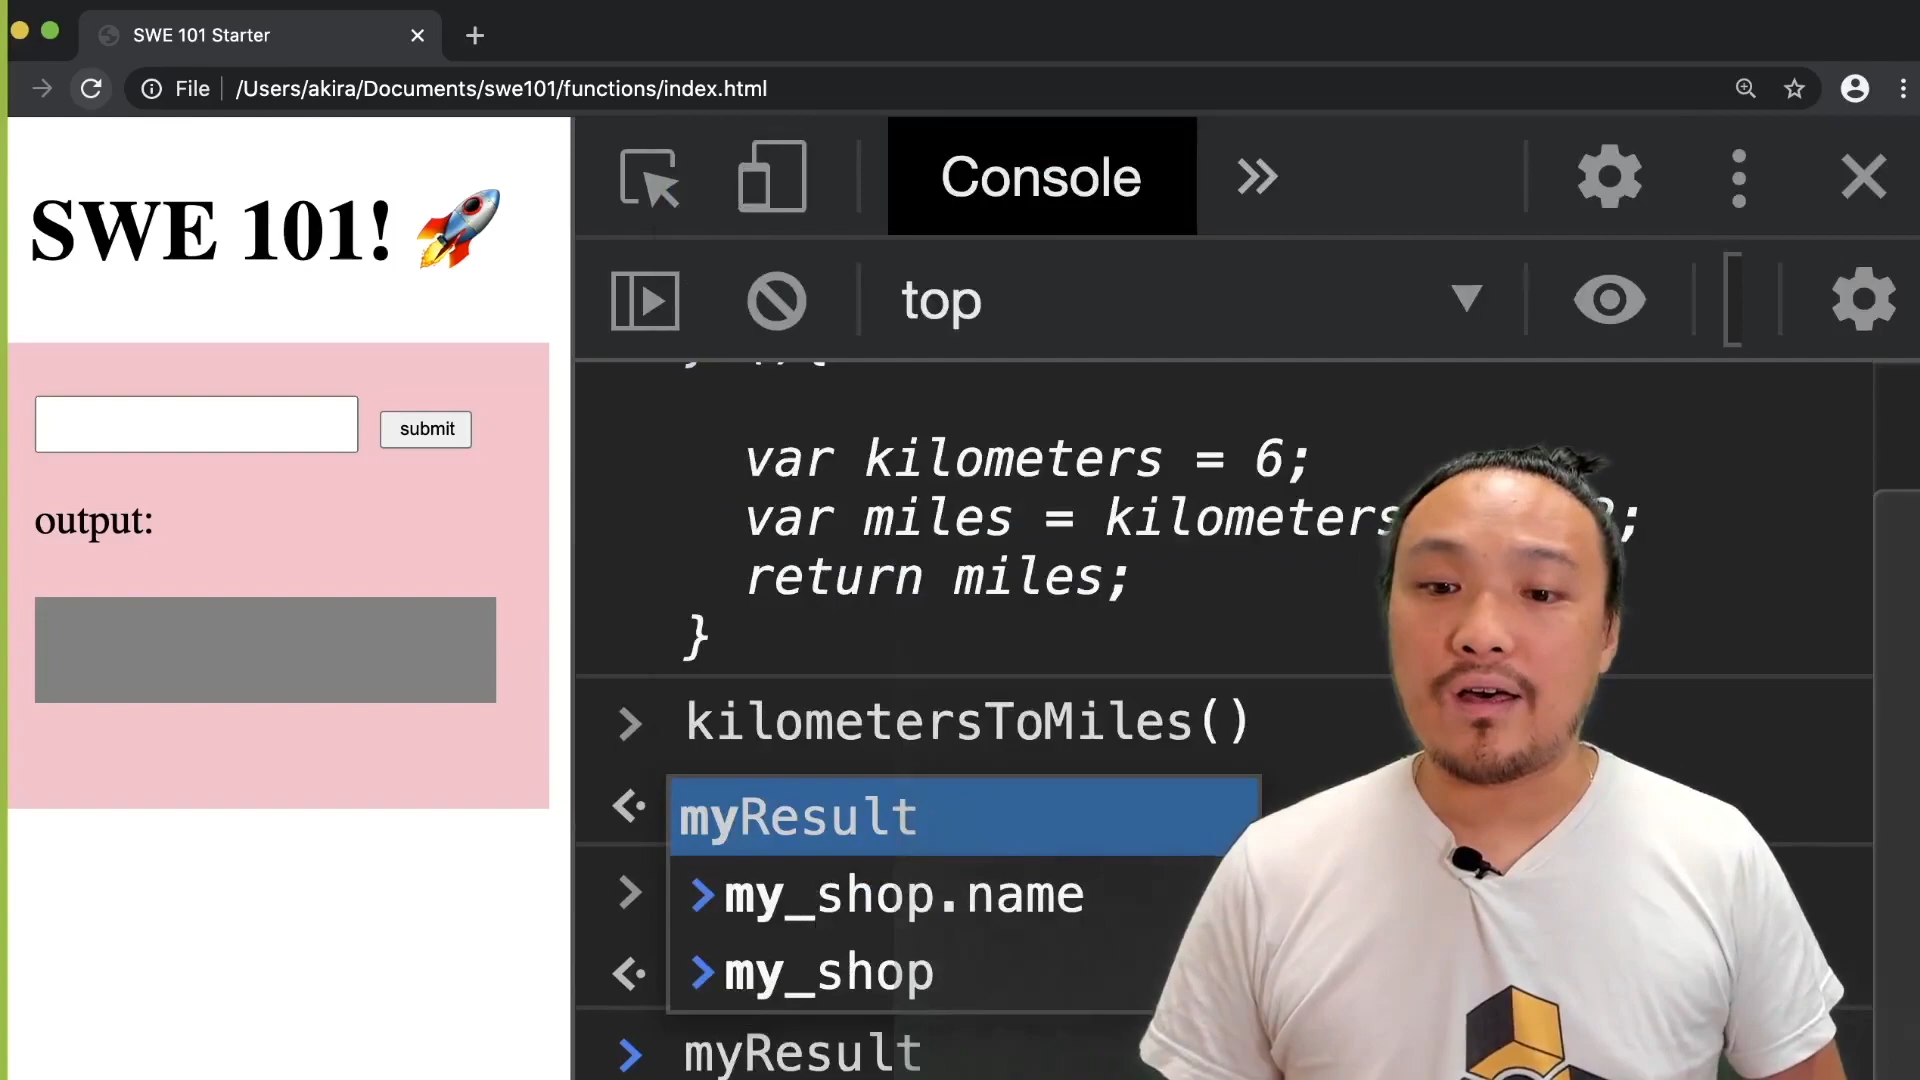 SWE 101 Starter
File
/Users/akira/Documents/swe101/functions/index.html
SWE 101! 🚀
submit
output:
Console
top
var kilometers = 6;
var miles = kilometers
;
return miles;
}
kilometersToMiles()
myResult
my_shop.name
my_shop
myResult